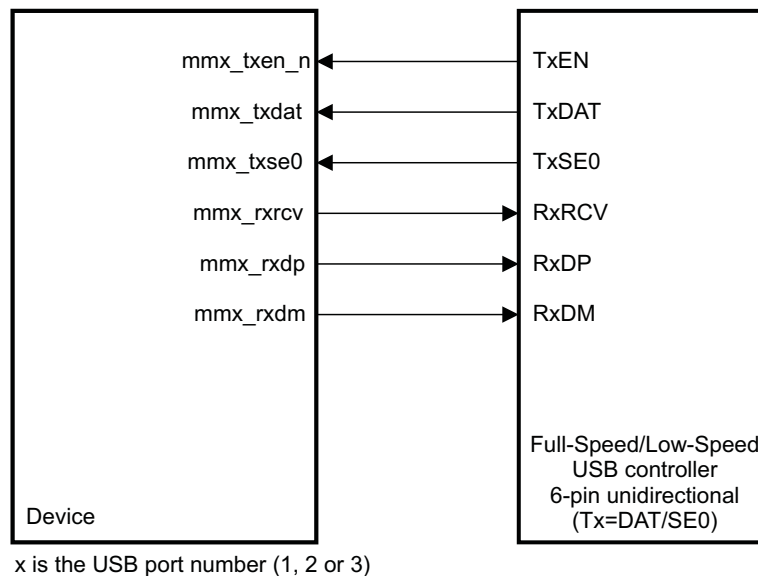 mmx_txen_n TxEN
mmx_txdat TxDAT
mmx_txse0 TxSE0
mmx_rxrcv RxRCV
mmx_rxdp RxDP
mmx_rxdm RxDM
Full-Speed/Low-Speed
USB controller
6-pin unidirectional
(Tx=DAT/SE0)
Device
x is the USB port number (1, 2 or 3)